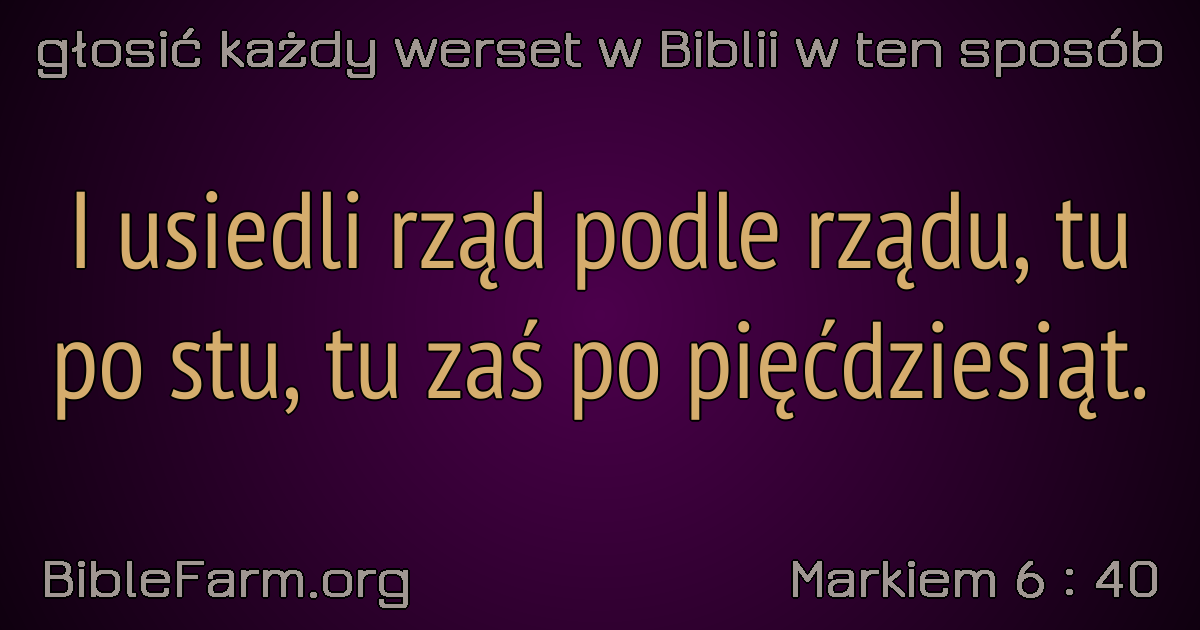 głosić każdy werset w Biblii w ten sposób
I usiedli rząd podle rządu, tu
po stu, tu zaś po pięćdziesiąt.
BibleFarm.org
Markiem 6 : 40